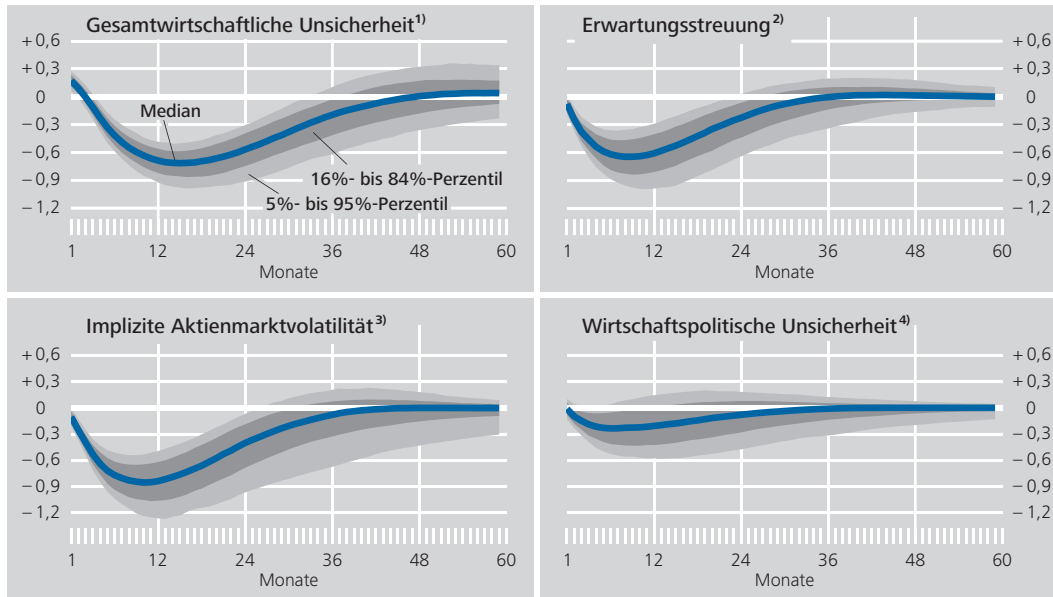 Gesamtwirtschaftliche Unsicherheit¹⁾
+ 0,6
+ 0,3
0
– 0,3
– 0,6
– 0,9
– 1,2
Median
16%- bis 84%-Perzentil
5%- bis 95%-Perzentil
1 12 24 36 48 60
Monate
Erwartungsstreuung²⁾
+ 0,6
+ 0,3
0
– 0,3
– 0,6
– 0,9
– 1,2
1 12 24 36 48 60
Monate
Implizite Aktienmarktvolatilität³⁾
+ 0,6
+ 0,3
0
– 0,3
– 0,6
– 0,9
– 1,2
1 12 24 36 48 60
Monate
Wirtschaftspolitische Unsicherheit⁴⁾
+ 0,6
+ 0,3
0
– 0,3
– 0,6
– 0,9
– 1,2
1 12 24 36 48 60
Monate